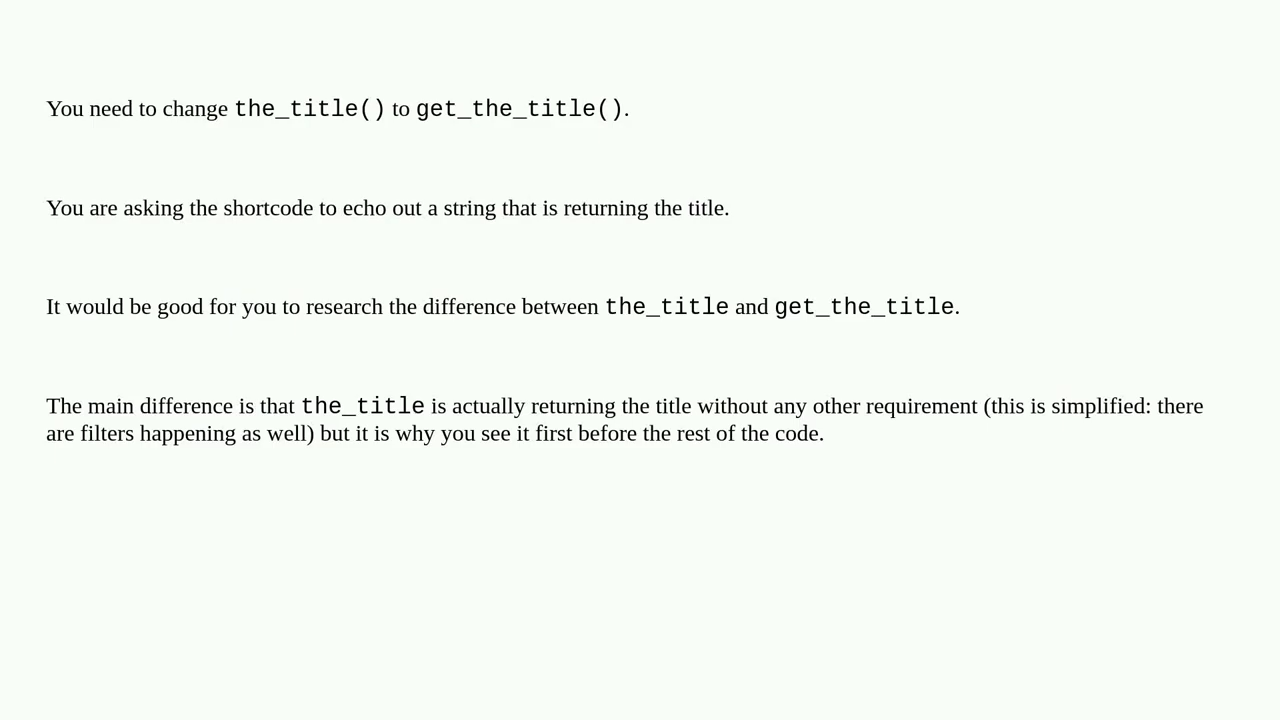 You need to change the_title() to get_the_title().
You are asking the shortcode to echo out a string that is returning the title.
It would be good for you to research the difference between the_title and get_the_title.
The main difference is that the_title is actually returning the title without any other requirement (this is simplified: there
are filters happening as well) but it is why you see it first before the rest of the code.